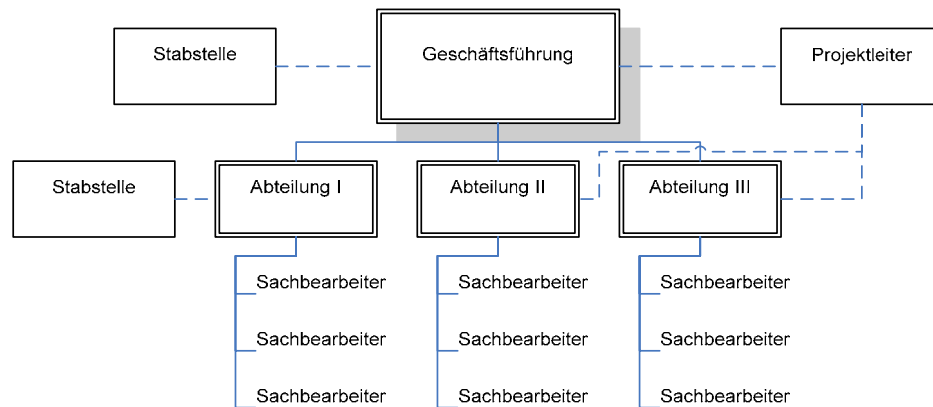 Stabstelle
Geschäftsführung
Projektleiter
Stabstelle
Abteilung I
Abteilung II
Abteilung III
Sachbearbeiter
Sachbearbeiter
Sachbearbeiter
Sachbearbeiter
Sachbearbeiter
Sachbearbeiter
Sachbearbeiter
Sachbearbeiter
Sachbearbeiter